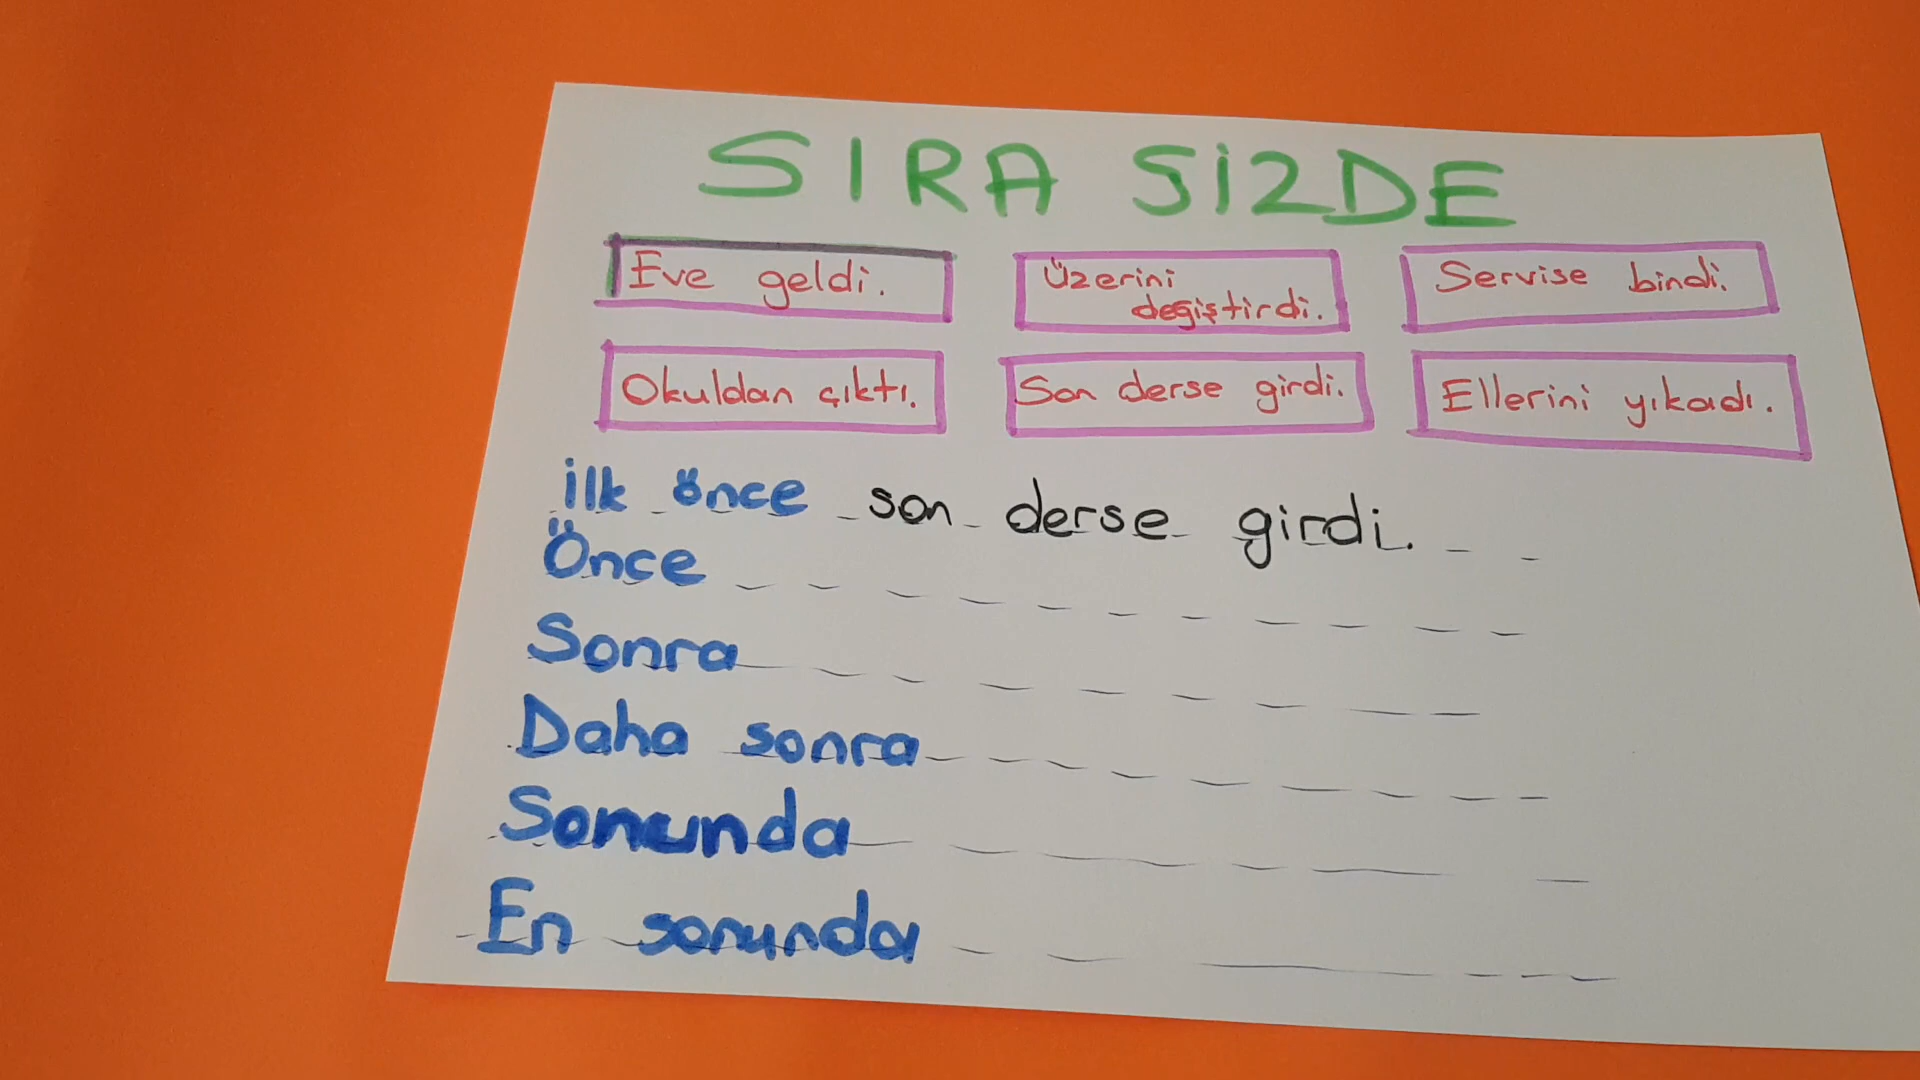 SIRA SİZDE
Eve geldi.
Üzerini
değiştirdi.
Servise bindi.
Okuldan çıktı.
Son derse girdi.
Ellerini yıkadı.
İlk önce son derse girdi.
Önce
Sonra
Daha sonra
Sonunda
En sonunda